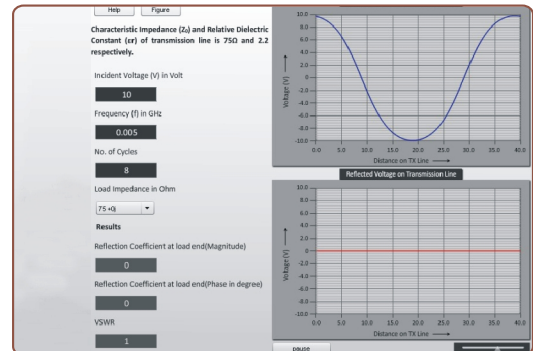 Help Figure
Characteristic Impedance (Z₀) and Relative Dielectric
Constant (εr) of transmission line is 75Ω and 2.2
respectively.
Incident Voltage (V) in Volt
10
Frequency (f) in GHz
0.005
No. of Cycles
8
Load Impedance in Ohm
75 +0j
Results
Reflection Coefficient at load end(Magnitude)
0
Reflection Coefficient at load end(Phase in degree)
0
VSWR
1
10.0
8.0
6.0
4.0
2.0
0
-2.0
-4.0
-6.0
-8.0
-10.0
Voltage (V)
0.0 5.0 10.0 15.0 20.0 25.0 30.0 35.0 40.0
Distance on TX Line
Reflected Voltage on Transmission Line
10.0
8.0
6.0
4.0
2.0
0
-2.0
-4.0
-6.0
-8.0
-10.0
Voltage (V)
0.0 5.0 10.0 15.0 20.0 25.0 30.0 35.0 40.0
Distance on TX Line
pause